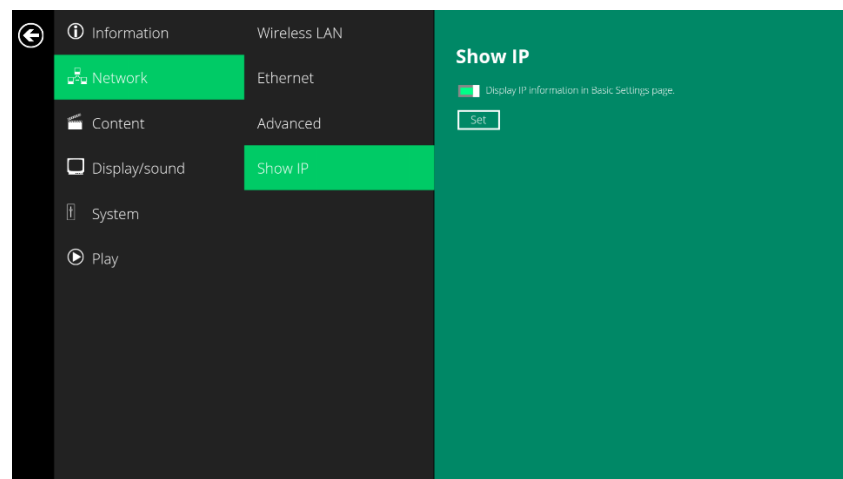 Information
Network
Content
Display/sound
System
Play
Wireless LAN
Ethernet
Advanced
Show IP
Show IP
Display IP information in Basic Settings page.
Set